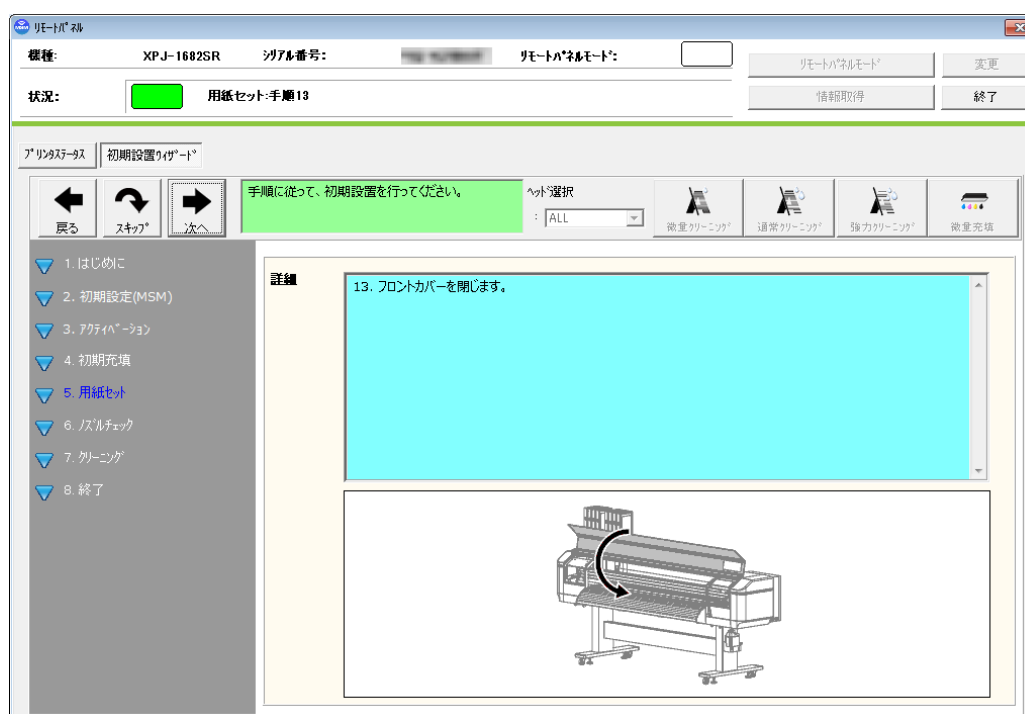 リモートパネル
機種: XPJ-1682SR シリアル番号: リモートパネルモード:
リモートパネルモード 変更
状況: 用紙セット:手順13
情報取得 終了
プリンタステータス 初期設置ウィザード
戻る スキップ 次へ
手順に従って、初期設置を行ってください。
ヘッド選択
: ALL
微量クリーニング 通常クリーニング 強力クリーニング 微量充填
1. はじめに
2. 初期設定(MSM)
3. アクティベーション
4. 初期充填
5. 用紙セット
6. ノズルチェック
7. クリーニング
8. 終了
詳細
13. フロントカバーを閉じます。